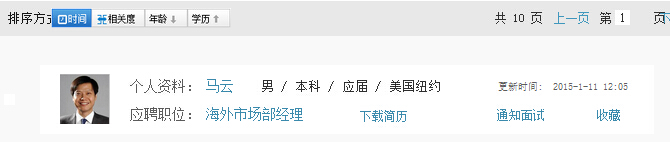 排序方式 时间 相关度 年龄↓ 学历↑ 共 10 页 上一页 第 1 页
个人资料： 马云 男 / 本科 / 应届 / 美国纽约 更新时间： 2015-1-11 12:05
应聘职位： 海外市场部经理 下载简历 通知面试 收藏